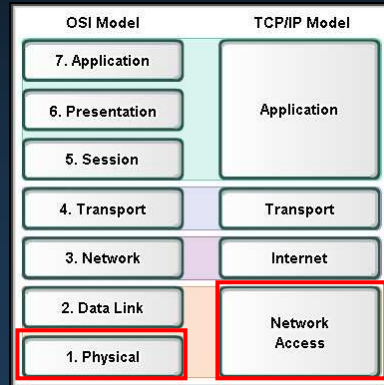 OSI Model
TCP/IP Model
7. Application
6. Presentation
5. Session
Application
4. Transport
Transport
3. Network
Internet
2. Data Link
1. Physical
Network
Access